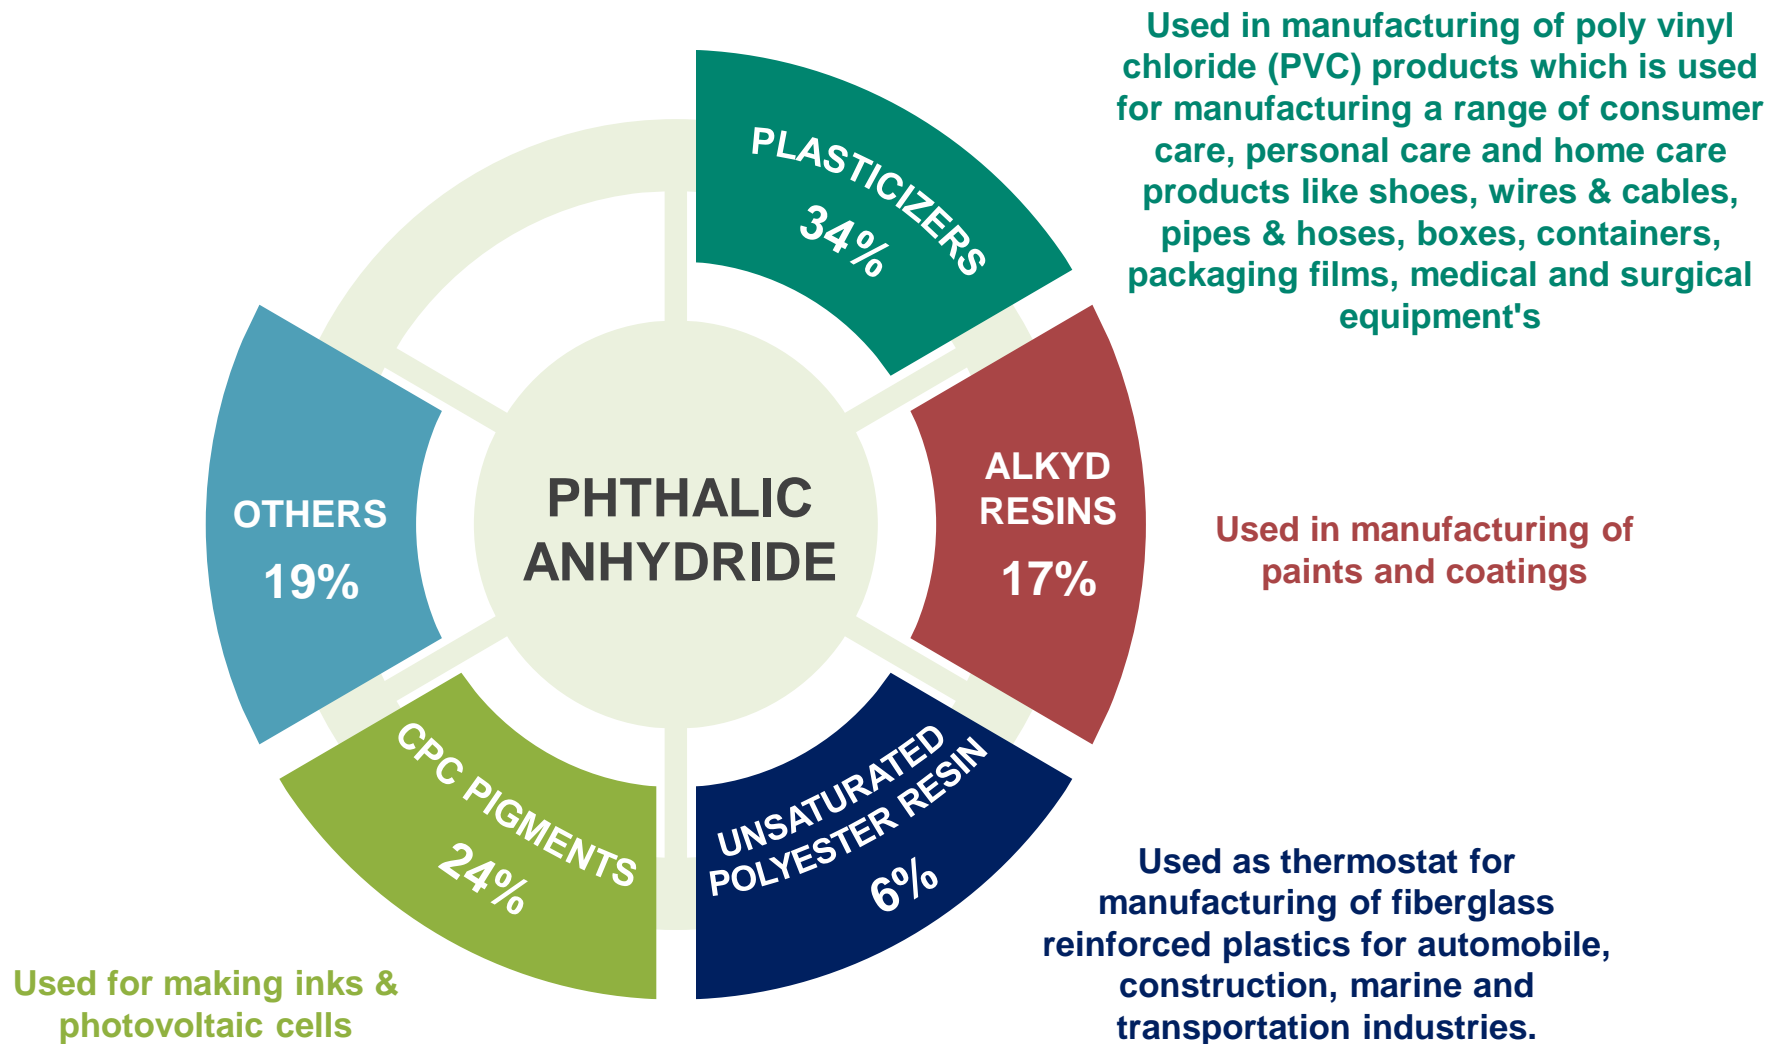 Used in manufacturing of poly vinyl
chloride (PVC) products which is used
for manufacturing a range of consumer
care, personal care and home care
products like shoes, wires & cables,
pipes & hoses, boxes, containers,
packaging films, medical and surgical
equipment's
PLASTICIZERS
34%
ALKYD
RESINS
17%
Used in manufacturing of
paints and coatings
PHTHALIC
ANHYDRIDE
OTHERS
19%
UNSATURATED
POLYESTER RESIN
6%
Used as thermostat for
manufacturing of fiberglass
reinforced plastics for automobile,
construction, marine and
transportation industries.
CPC PIGMENTS
24%
Used for making inks &
photovoltaic cells